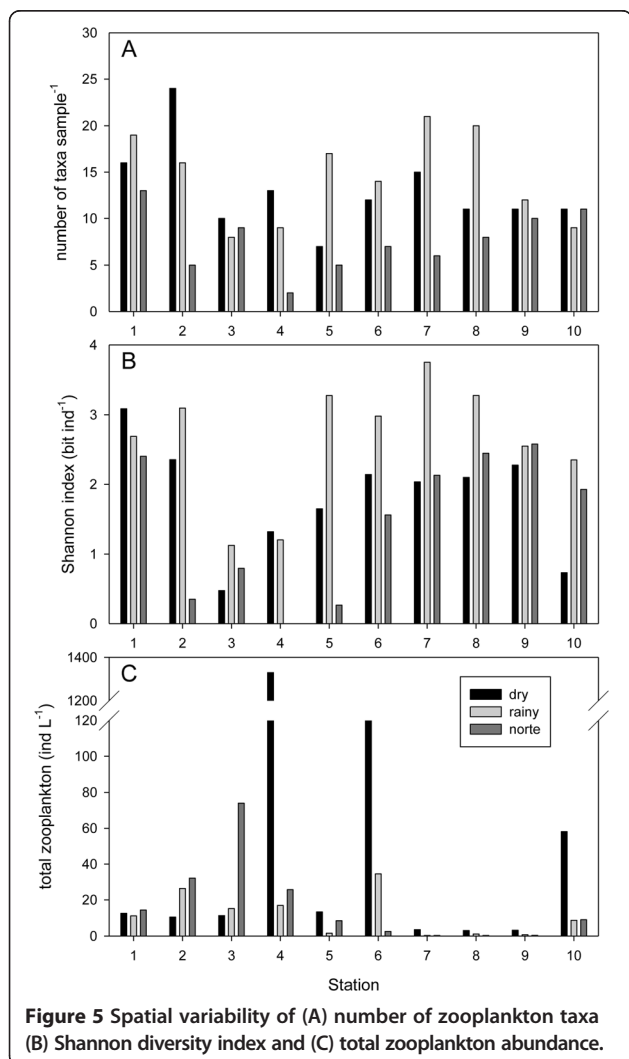 A
number of taxa sample⁻¹
30
25
20
15
10
5
0
1 2 3 4 5 6 7 8 9 10
B
Shannon index (bit ind⁻¹)
4
3
2
1
0
1 2 3 4 5 6 7 8 9 10
C
total zooplankton (ind L⁻¹)
1400
1200
120
100
80
60
40
20
0
dry
rainy
norte
1 2 3 4 5 6 7 8 9 10
Station
Figure 5 Spatial variability of (A) number of zooplankton taxa
(B) Shannon diversity index and (C) total zooplankton abundance.